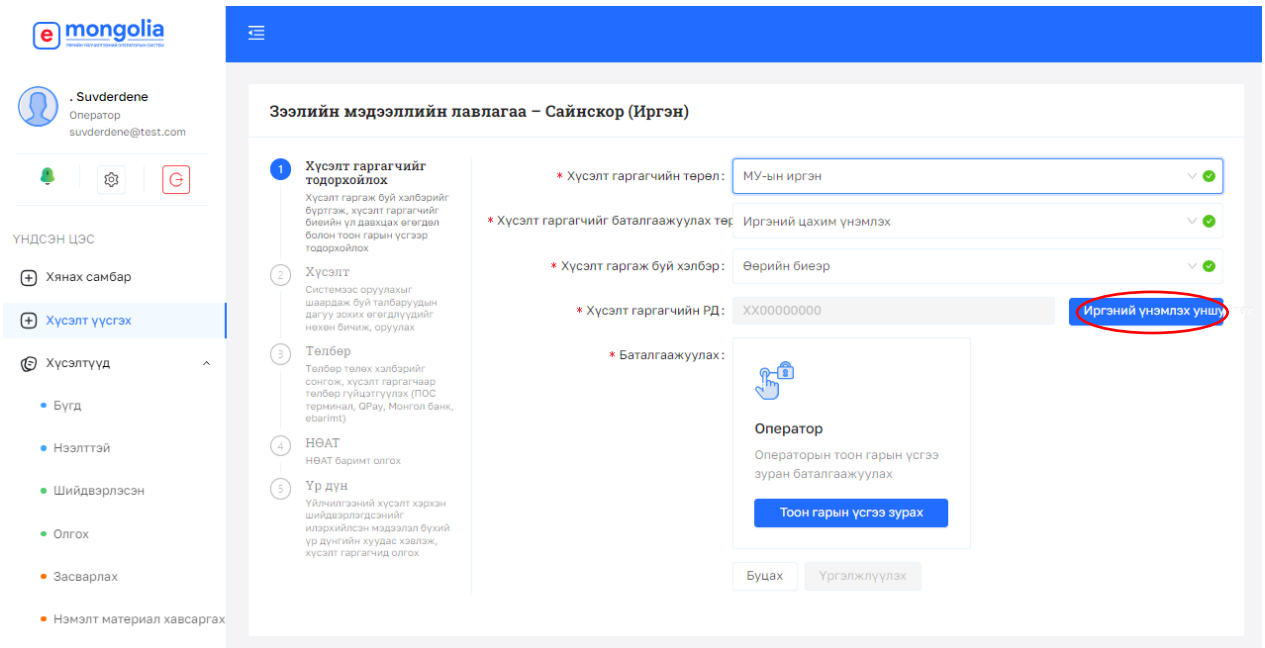 e mongolia
. Suvderdene
Оператор
suvderdene@test.com
ҮНДСЭН ЦЭС
Хянах самбар
Хүсэлт үүсгэх
Хүсэлтүүд
Бүгд
Нээлттэй
Шийдвэрлэсэн
Олгох
Засварлах
Нэмэлт материал хавсаргах
Зээлийн мэдээллийн лавлагаа – Сайнскор (Иргэн)
1 Хүсэлт гаргагчийг
тодорхойлох
Хүсэлт гаргаж буй хэлбэрийг
бүртгэж, хүсэлт гаргагчийг
биеийн үл давхцах өгөгдөл
болон тоон гарын үсгээр
тодорхойлох
2 Хүсэлт
Системээс оруулахыг
шаардаж буй талбаруудын
дагуу зохих өгөгдлүүдийг
нөхөн бичиж, оруулах
3 Төлбөр
Төлбөр төлөх хэлбэрийг
сонгож, хүсэлт гаргагчаар
төлбөр гүйцэтгүүлэх (ПОС
терминал, QPay, Монгол банк,
ebarimt)
4 НӨАТ
НӨАТ баримт олгох
5 Үр дүн
Үйлчилгээний хүсэлт хэрхэн
шийдвэрлэгдсэнийг
илэрхийлсэн мэдээлэл бүхий
үр дүнгийн хуудас хэвлэж,
хүсэлт гаргагчид олгох
* Хүсэлт гаргагчийн төрөл: МУ-ын иргэн
* Хүсэлт гаргагчийг баталгаажуулах төр Иргэний цахим үнэмлэх
* Хүсэлт гаргаж буй хэлбэр: Өөрийн биеэр
* Хүсэлт гаргагчийн РД: XX00000000 Иргэний үнэмлэх уншу
* Баталгаажуулах:
Оператор
Операторын тоон гарын үсгээ
зуран баталгаажуулах
Тоон гарын үсгээ зурах
Буцах Үргэлжлүүлэх